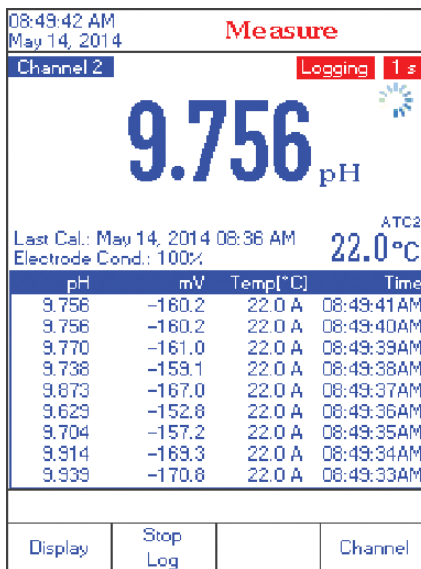 08:49:42 AM
May 14, 2014
Measure
Channel 2
Logging 1 s
9.756 pH
ATC2
22.0°C
Last Cal.: May 14, 2014 08:36 AM
Electrode Cond.: 100%
pH mV Temp[°C] Time
9.756 -160.2 22.0 A 08:49:41AM
9.756 -160.2 22.0 A 08:49:40AM
9.770 -161.0 22.0 A 08:49:39AM
9.738 -159.1 22.0 A 08:49:38AM
9.873 -167.0 22.0 A 08:49:37AM
9.629 -152.8 22.0 A 08:49:36AM
9.704 -157.2 22.0 A 08:49:35AM
9.914 -169.3 22.0 A 08:49:34AM
9.939 -170.8 22.0 A 08:49:33AM
Display
Stop
Log
Channel